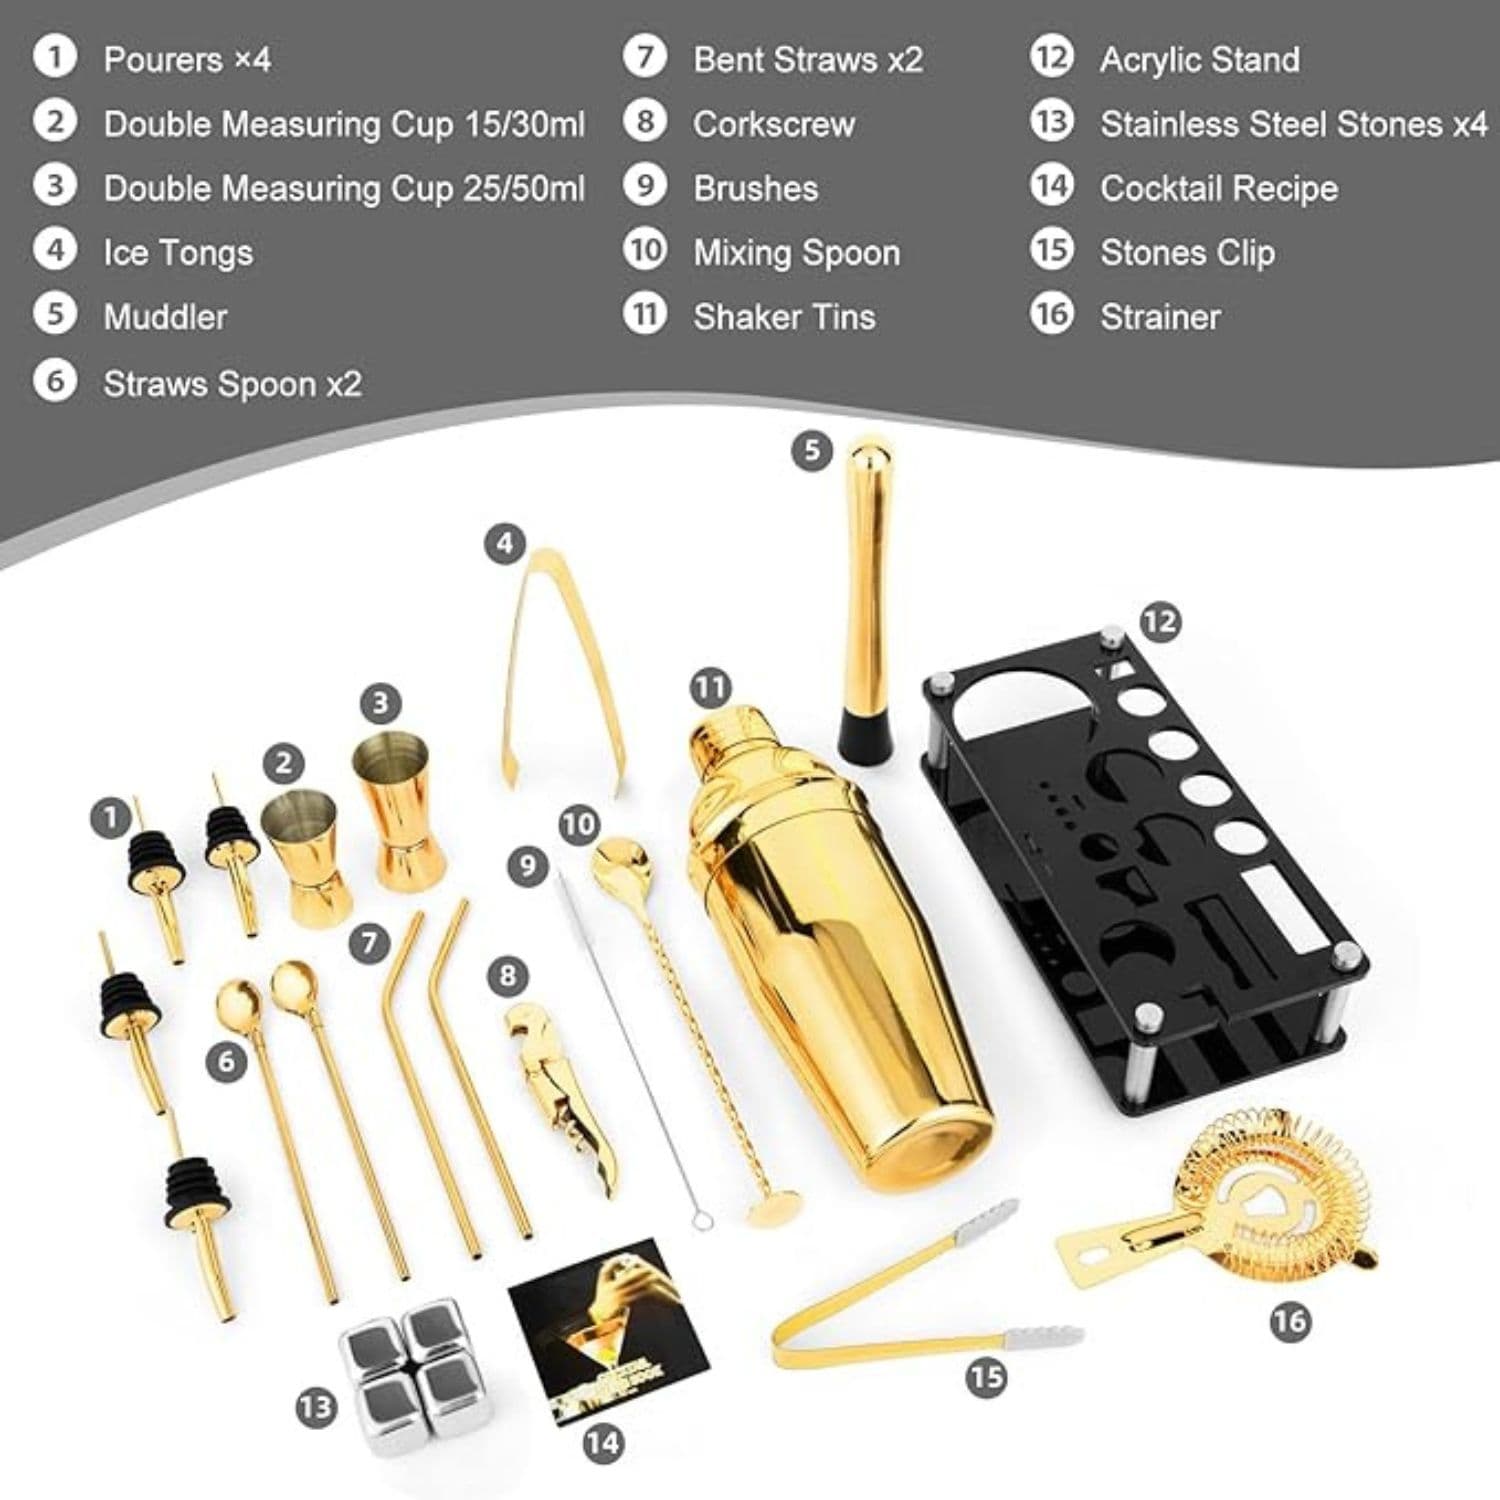 1 Pourers ×4
2 Double Measuring Cup 15/30ml
3 Double Measuring Cup 25/50ml
4 Ice Tongs
5 Muddler
6 Straws Spoon x2
7 Bent Straws x2
8 Corkscrew
9 Brushes
10 Mixing Spoon
11 Shaker Tins
12 Acrylic Stand
13 Stainless Steel Stones x4
14 Cocktail Recipe
15 Stones Clip
16 Strainer
5
4
12
11
3
2
1
10
9
7
8
6
16
15
13
14